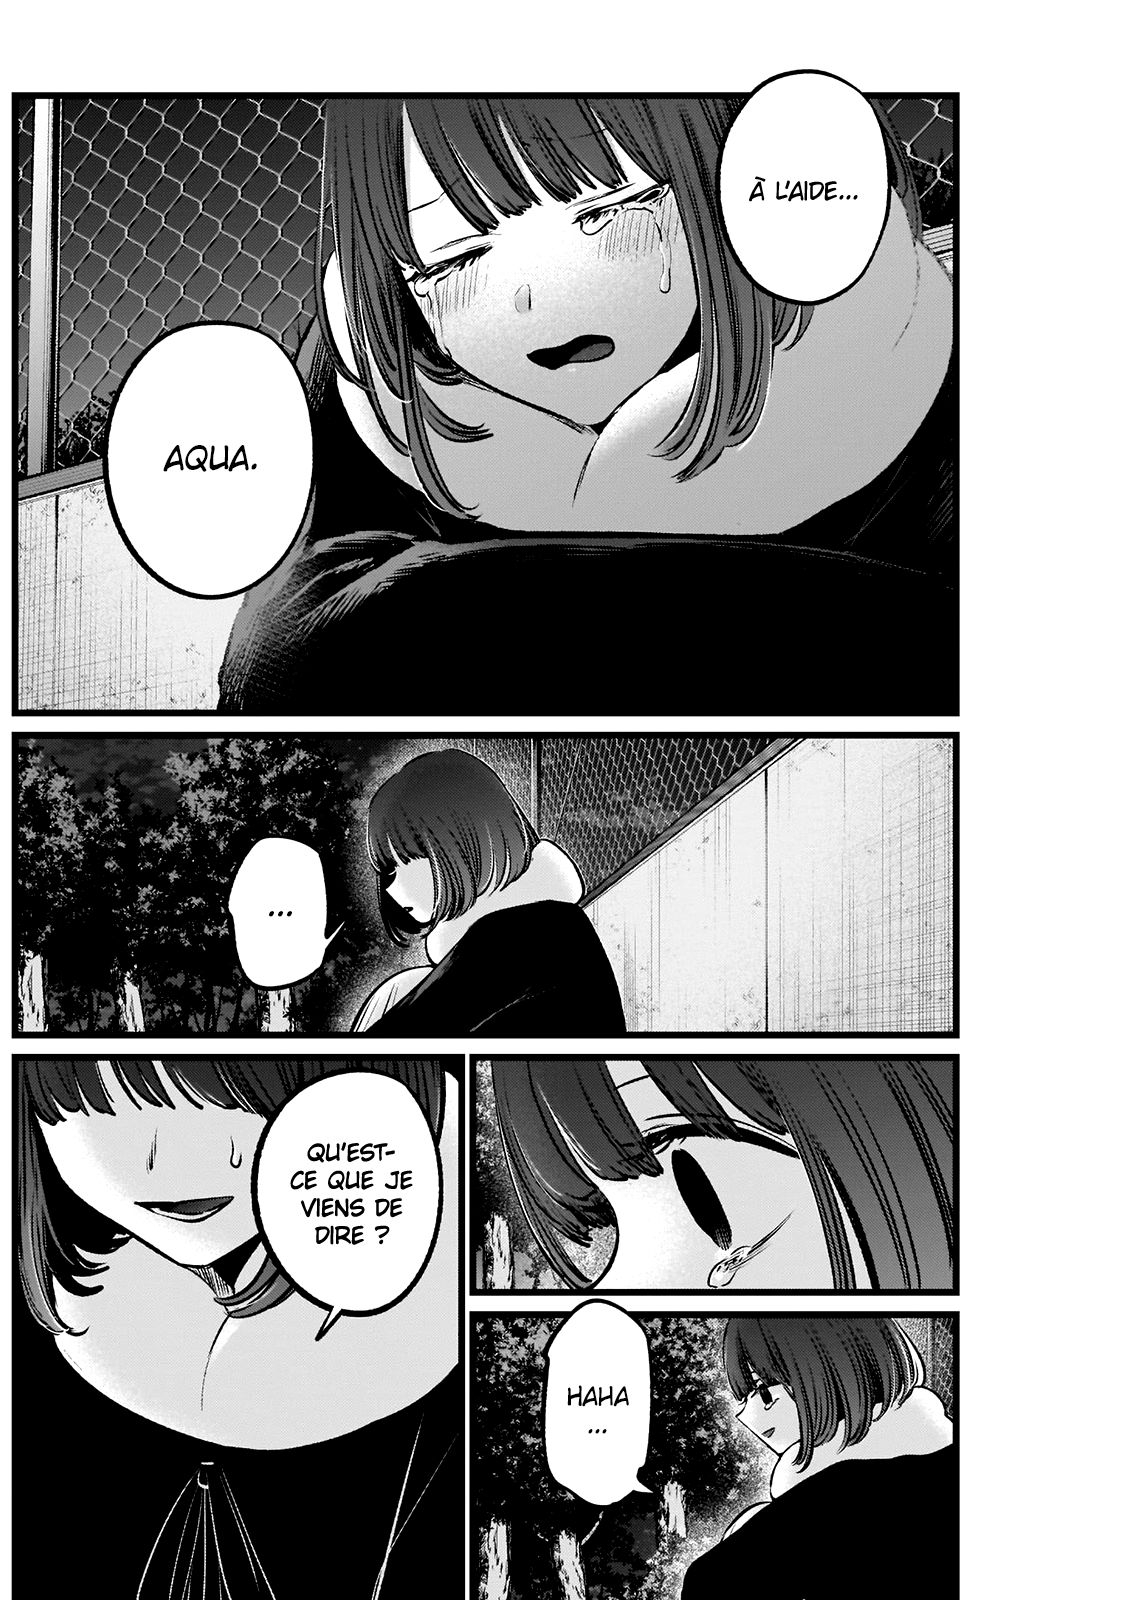 À L'AIDE...
AQUA.
...
HAHA
...
QU'EST-
CE QUE JE
VIENS DE
DIRE ?